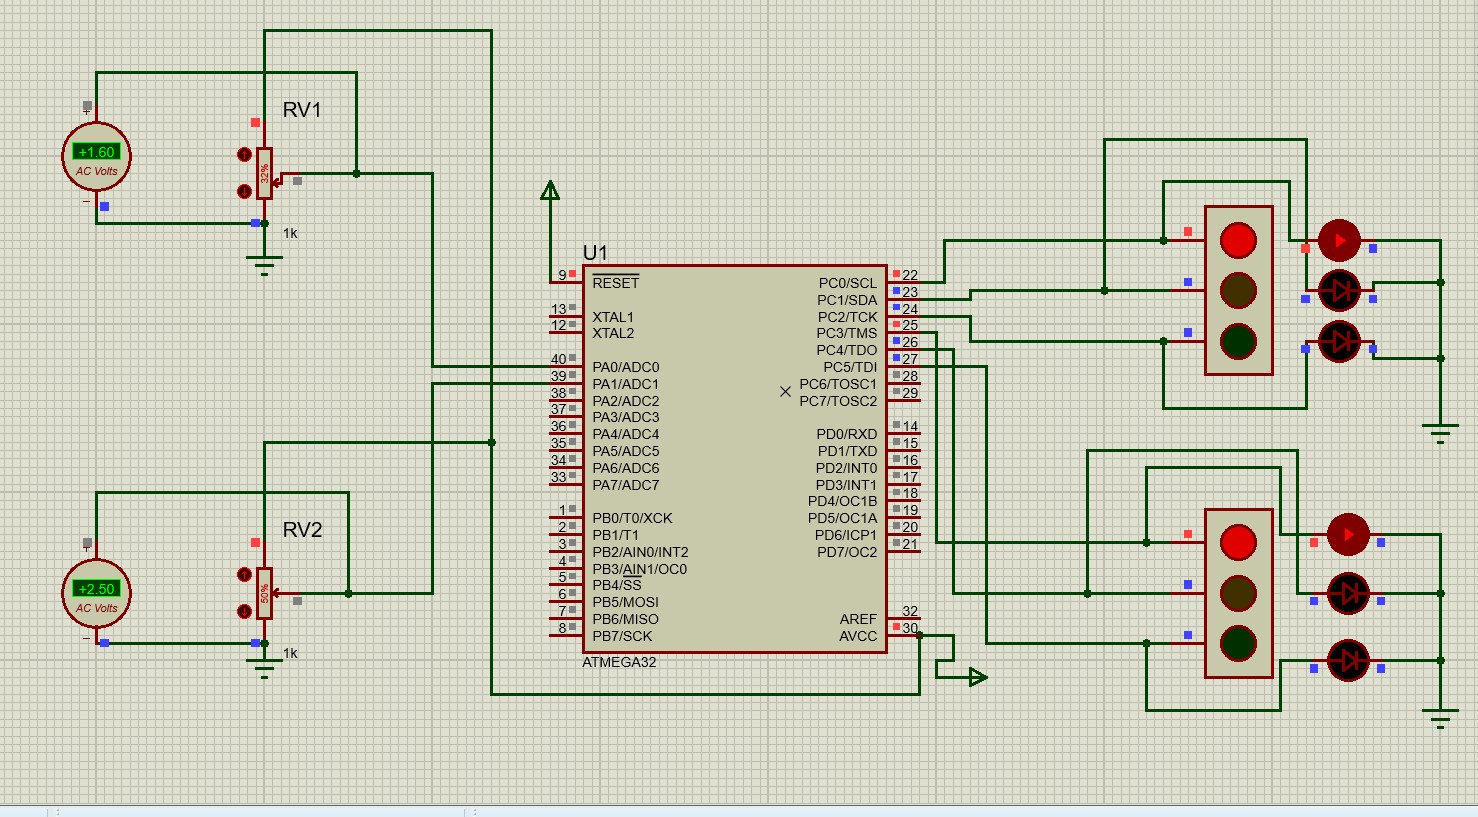 RV1
+
+1.60
AC Volts
32%
1k
U1
9 RESET
13 XTAL1
12 XTAL2
40 PA0/ADC0
39 PA1/ADC1
38 PA2/ADC2
37 PA3/ADC3
36 PA4/ADC4
35 PA5/ADC5
34 PA6/ADC6
33 PA7/ADC7
1 PB0/T0/XCK
2 PB1/T1
3 PB2/AIN0/INT2
4 PB3/AIN1/OC0
5 PB4/SS
6 PB5/MOSI
7 PB6/MISO
8 PB7/SCK
PC0/SCL 22
PC1/SDA 23
PC2/TCK 24
PC3/TMS 25
PC4/TDO 26
PC5/TDI 27
PC6/TOSC1 28
PC7/TOSC2 29
PD0/RXD 14
PD1/TXD 15
PD2/INT0 16
PD3/INT1 17
PD4/OC1B 18
PD5/OC1A 19
PD6/ICP1 20
PD7/OC2 21
AREF 32
AVCC 30
ATMEGA32
RV2
+2.50
AC Volts
50%
1k